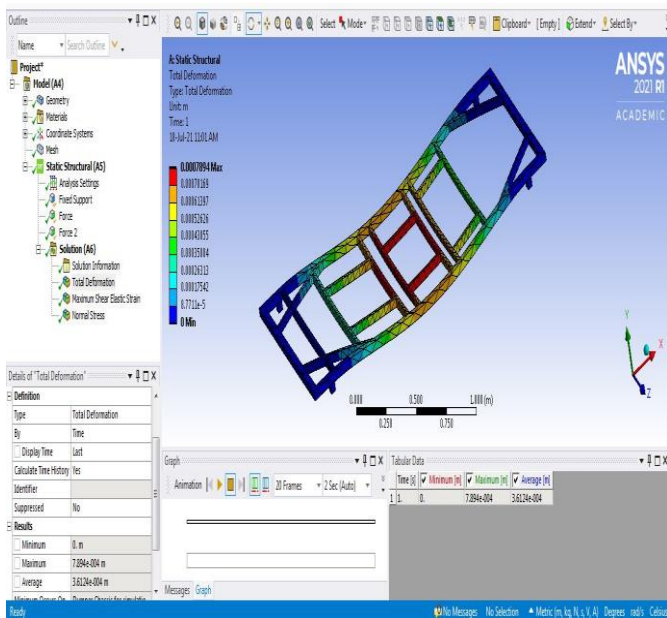 Outline
Name
Search Outline
Project*
Model (A4)
Geometry
Materials
Coordinate Systems
Mesh
Static Structural (A5)
Analysis Settings
Fixed Support
Force
Force 2
Solution (A6)
Solution Information
Total Deformation
Maximum Shear Elastic Strain
Normal Stress
Details of "Total Deformation"
Definition
Type Total Deformation
By Time
Display Time Last
Calculate Time History Yes
Identifier
Suppressed No
Results
Minimum 0. m
Maximum 7.894e-004 m
Average 3.6124e-004 m
Select Mode Clipboard [Empty] Extend Select By
A: Static Structural
Total Deformation
Type: Total Deformation
Unit: m
Time: 1
18-Jul-21 11:01 AM
0.0007894 Max
0.00070169
0.00061397
0.00052626
0.00043855
0.00035084
0.00026313
0.00017542
8.7711e-5
0 Min
ANSYS
2021 R1
ACADEMIC
0.000 0.500 1.000 (m)
0.250 0.750
Y
X
Z
Graph
Animation 20 Frames 2 Sec (Auto)
Messages Graph
Tabular Data
Time [s] Minimum [m] Maximum [m] Average [m]
1 1. 0. 7.894e-004 3.6124e-004
Ready No Messages No Selection Metric (m, kg, N, s, V, A) Degrees rad/s Celsius